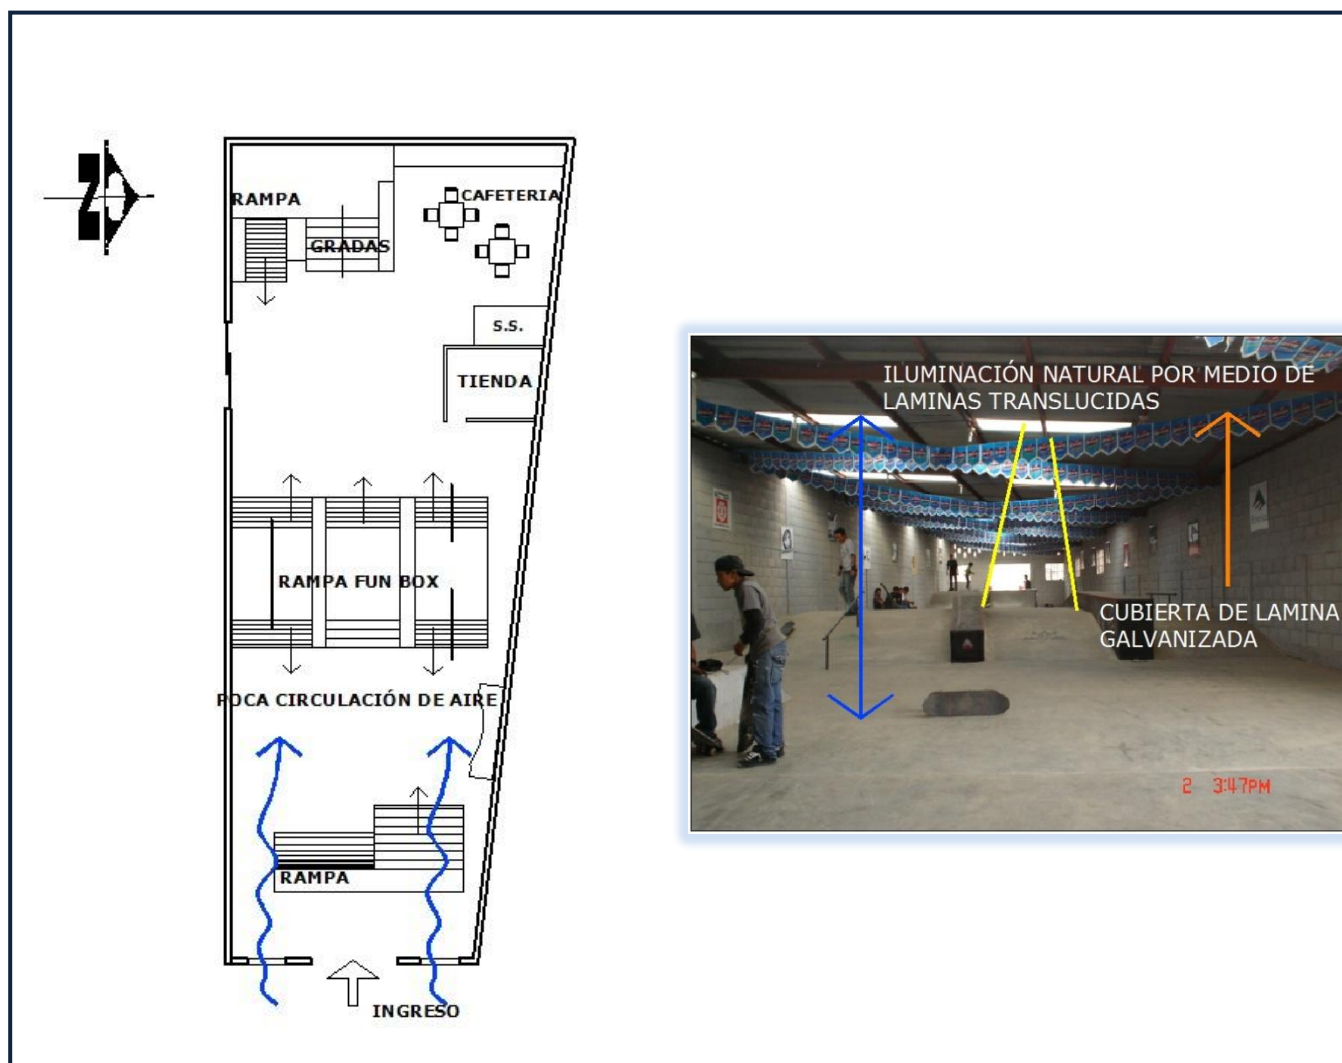 N
RAMPA
CAFETERIA
GRADAS
S.S.
TIENDA
RAMPA FUN BOX
POCA CIRCULACIÓN DE AIRE
RAMPA
INGRESO
ILUMINACIÓN NATURAL POR MEDIO DE
LAMINAS TRANSLUCIDAS
CUBIERTA DE LAMINA
GALVANIZADA
2 3:47PM